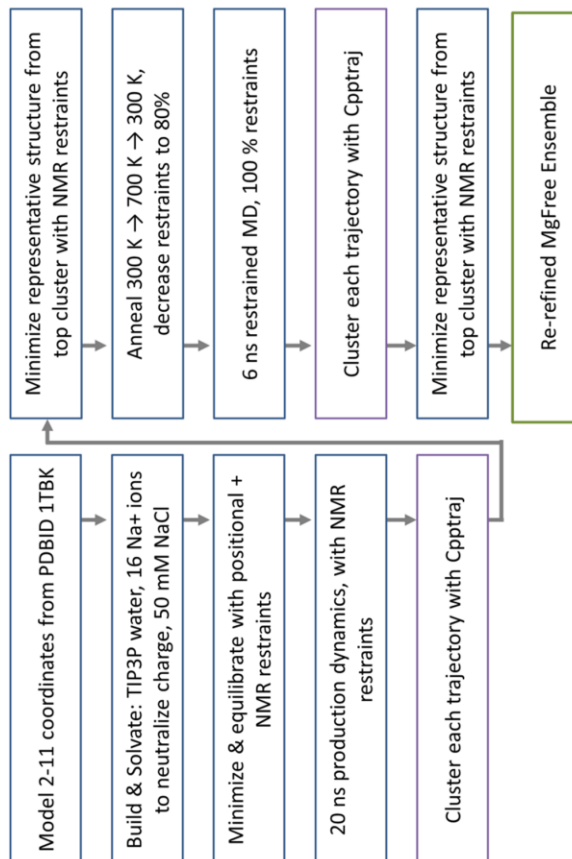 Model 2-11 coordinates from PDBID 1TBK
Build & Solvate: TIP3P water, 16 Na+ ions
to neutralize charge, 50 mM NaCl
Minimize & equilibrate with positional +
NMR restraints
20 ns production dynamics, with NMR
restraints
Cluster each trajectory with Cpptraj
Minimize representative structure from
top cluster with NMR restraints
Anneal 300 K → 700 K → 300 K,
decrease restraints to 80%
6 ns restrained MD, 100 % restraints
Cluster each trajectory with Cpptraj
Minimize representative structure from
top cluster with NMR restraints
Re-refined MgFree Ensemble